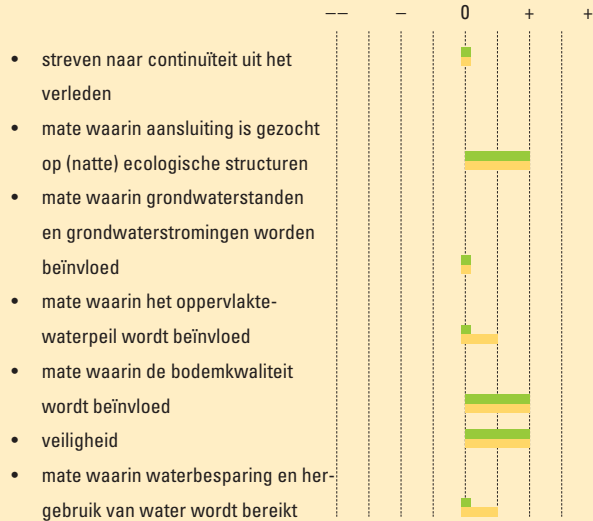 –– – 0 + +
• streven naar continuïteit uit het
verleden
• mate waarin aansluiting is gezocht
op (natte) ecologische structuren
• mate waarin grondwaterstanden
en grondwaterstromingen worden
beïnvloed
• mate waarin het oppervlakte-
waterpeil wordt beïnvloed
• mate waarin de bodemkwaliteit
wordt beïnvloed
• veiligheid
• mate waarin waterbesparing en her-
gebruik van water wordt bereikt